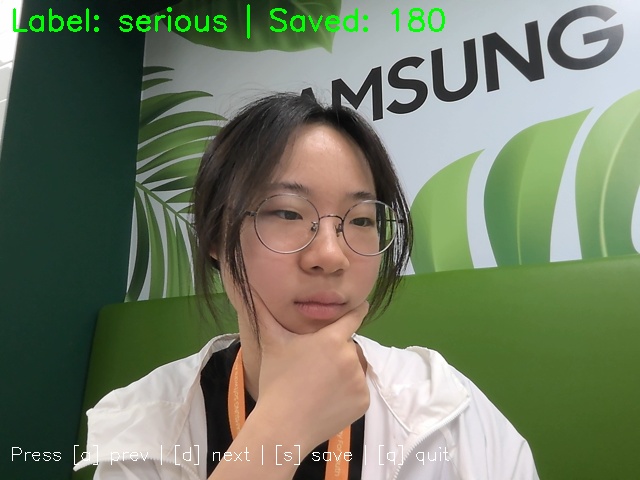 Label: serious | Saved: 180
AMSUNG
Press [a] prev | [d] next | [s] save | [q] quit